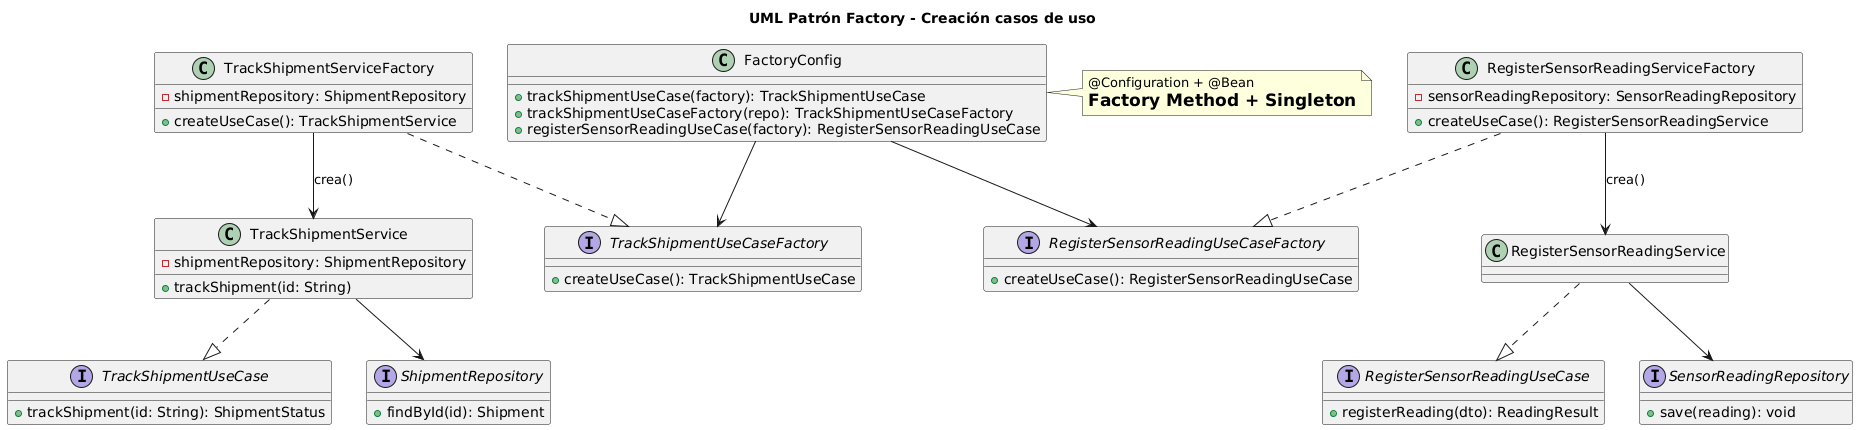 UML Patrón Factory - Creación casos de uso
C TrackShipmentServiceFactory
shipmentRepository: ShipmentRepository
createUseCase(): TrackShipmentService
C FactoryConfig
trackShipmentUseCase(factory): TrackShipmentUseCase
trackShipmentUseCaseFactory(repo): TrackShipmentUseCaseFactory
registerSensorReadingUseCase(factory): RegisterSensorReadingUseCase
@Configuration + @Bean
Factory Method + Singleton
C RegisterSensorReadingServiceFactory
sensorReadingRepository: SensorReadingRepository
createUseCase(): RegisterSensorReadingService
crea()
crea()
C TrackShipmentService
shipmentRepository: ShipmentRepository
trackShipment(id: String)
I TrackShipmentUseCaseFactory
createUseCase(): TrackShipmentUseCase
I RegisterSensorReadingUseCaseFactory
createUseCase(): RegisterSensorReadingUseCase
C RegisterSensorReadingService
I TrackShipmentUseCase
trackShipment(id: String): ShipmentStatus
I ShipmentRepository
findById(id): Shipment
I RegisterSensorReadingUseCase
registerReading(dto): ReadingResult
I SensorReadingRepository
save(reading): void